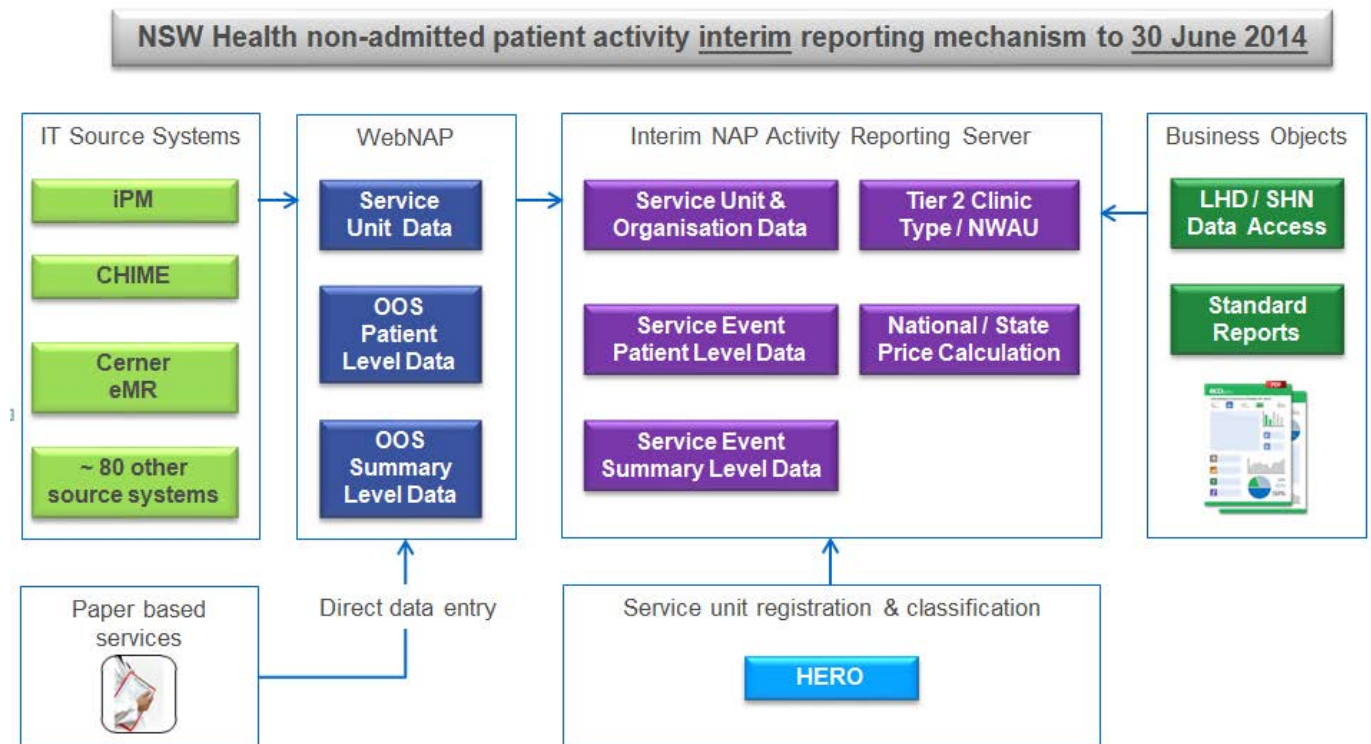 NSW Health non-admitted patient activity interim reporting mechanism to 30 June 2014
IT Source Systems
iPM
CHIME
Cerner
eMR
~ 80 other
source systems
WebNAP
Service
Unit Data
OOS
Patient
Level Data
OOS
Summary
Level Data
Interim NAP Activity Reporting Server
Service Unit &
Organisation Data
Tier 2 Clinic
Type / NWAU
Service Event
Patient Level Data
National / State
Price Calculation
Service Event
Summary Level Data
Business Objects
LHD / SHN
Data Access
Standard
Reports
PDF
Paper based
services
Direct data entry
Service unit registration & classification
HERO